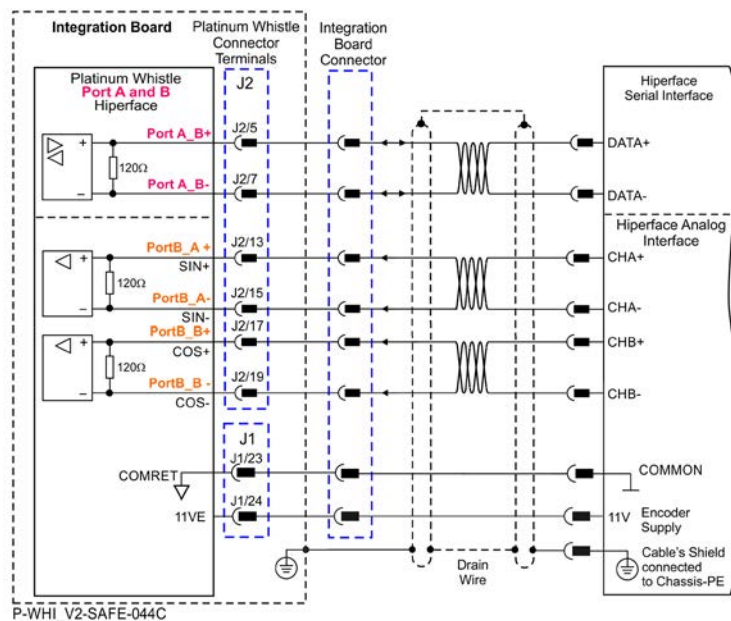 Integration Board
Platinum Whistle
Connector
Terminals
Integration
Board
Connector
Platinum Whistle
Port A and B
Hiperface
J2
Hiperface
Serial Interface
Port A_B+
J2/5
DATA+
120Ω
Port A_B-
J2/7
DATA-
Hiperface Analog
Interface
PortB_A +
J2/13
CHA+
SIN+
120Ω
PortB_A-
J2/15
CHA-
SIN-
PortB_B+
J2/17
CHB+
COS+
120Ω
PortB_B -
J2/19
CHB-
COS-
J1
J1/23
COMRET
COMMON
J1/24
11VE
11V
Encoder
Supply
Drain
Wire
Cable's Shield
connected
to Chassis-PE
P-WHI_V2-SAFE-044C